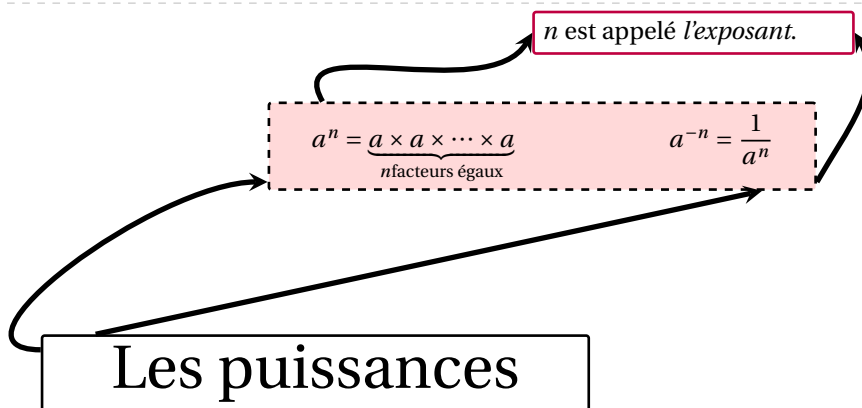 n est appelé l'exposant.
aⁿ = a × a × ··· × a
nfacteurs égaux
a⁻ⁿ = 1/aⁿ
Les puissances